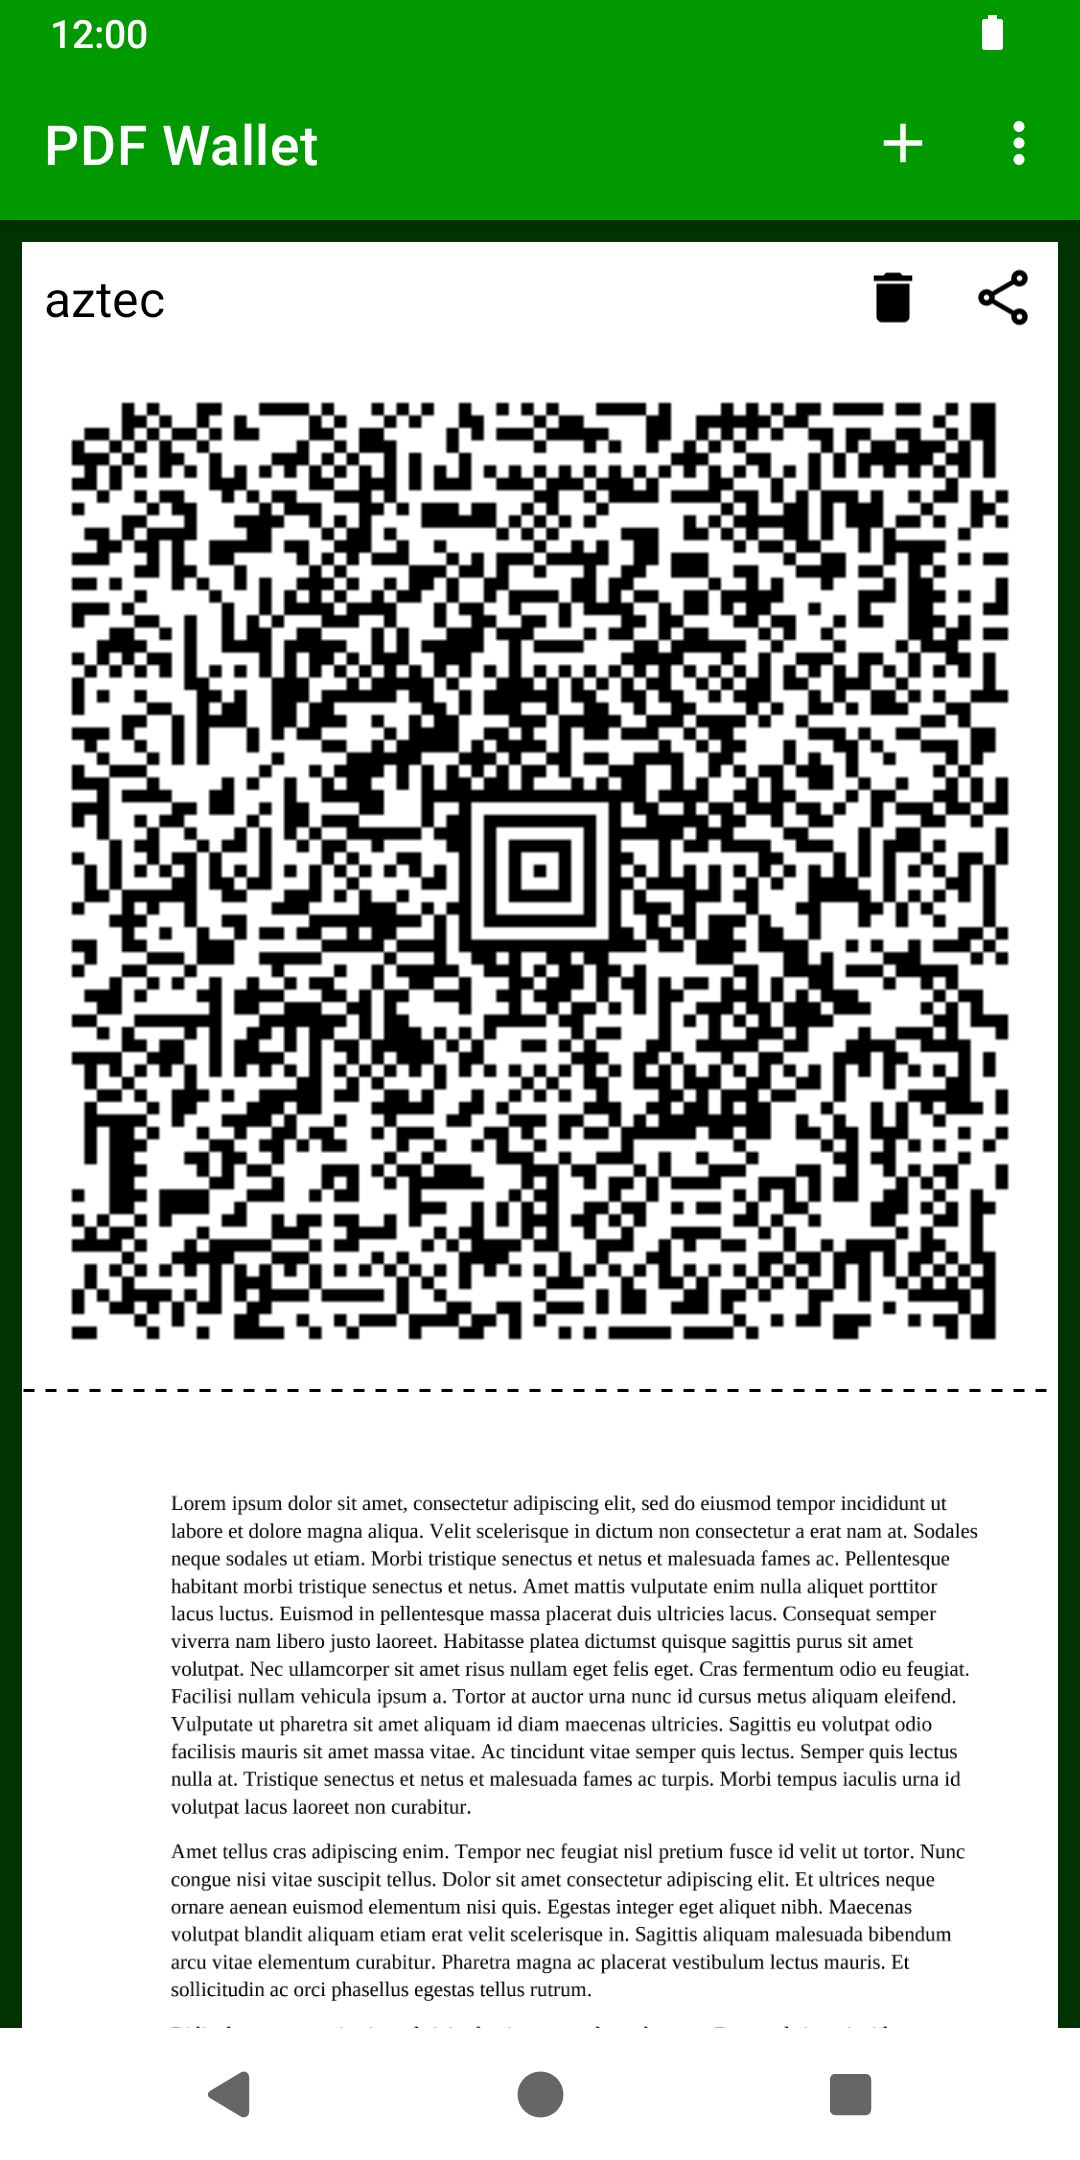 12:00
PDF Wallet
aztec
Lorem ipsum dolor sit amet, consectetur adipiscing elit, sed do eiusmod tempor incididunt ut
labore et dolore magna aliqua. Velit scelerisque in dictum non consectetur a erat nam at. Sodales
neque sodales ut etiam. Morbi tristique senectus et netus et malesuada fames ac. Pellentesque
habitant morbi tristique senectus et netus. Amet mattis vulputate enim nulla aliquet porttitor
lacus luctus. Euismod in pellentesque massa placerat duis ultricies lacus. Consequat semper
viverra nam libero justo laoreet. Habitasse platea dictumst quisque sagittis purus sit amet
volutpat. Nec ullamcorper sit amet risus nullam eget felis eget. Cras fermentum odio eu feugiat.
Facilisi nullam vehicula ipsum a. Tortor at auctor urna nunc id cursus metus aliquam eleifend.
Vulputate ut pharetra sit amet aliquam id diam maecenas ultricies. Sagittis eu volutpat odio
facilisis mauris sit amet massa vitae. Ac tincidunt vitae semper quis lectus. Semper quis lectus
nulla at. Tristique senectus et netus et malesuada fames ac turpis. Morbi tempus iaculis urna id
volutpat lacus laoreet non curabitur.
Amet tellus cras adipiscing enim. Tempor nec feugiat nisl pretium fusce id velit ut tortor. Nunc
congue nisi vitae suscipit tellus. Dolor sit amet consectetur adipiscing elit. Et ultrices neque
ornare aenean euismod elementum nisi quis. Egestas integer eget aliquet nibh. Maecenas
volutpat blandit aliquam etiam erat velit scelerisque in. Sagittis aliquam malesuada bibendum
arcu vitae elementum curabitur. Pharetra magna ac placerat vestibulum lectus mauris. Et
sollicitudin ac orci phasellus egestas tellus rutrum.